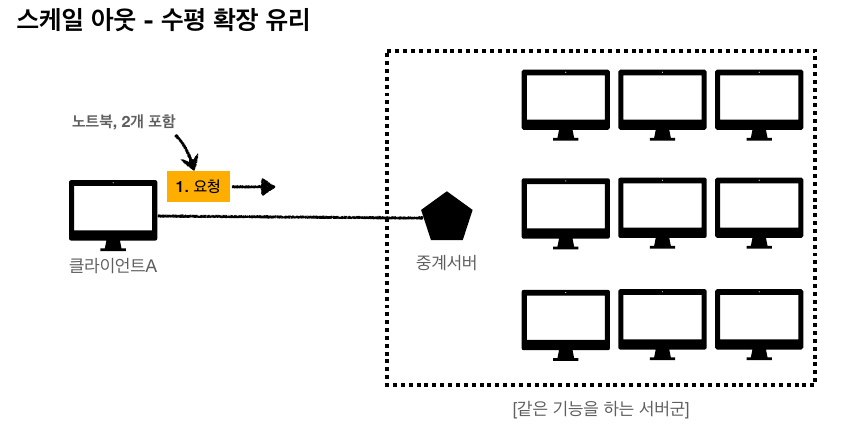 스케일 아웃 - 수평 확장 유리
노트북, 2개 포함
1. 요청
클라이언트A
중계서버
[같은 기능을 하는 서버군]